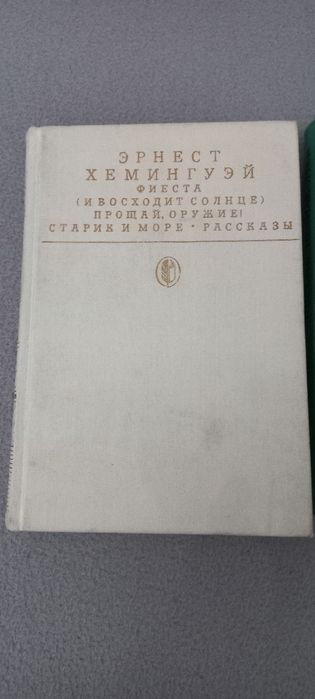 ЭРНЕСТ
ХЕМИНГУЭЙ
ФИЕСТА
(И ВОСХОДИТ СОЛНЦЕ)
ПРОЩАЙ, ОРУЖИЕ!
СТАРИК И МОРЕ • РАССКАЗЫ